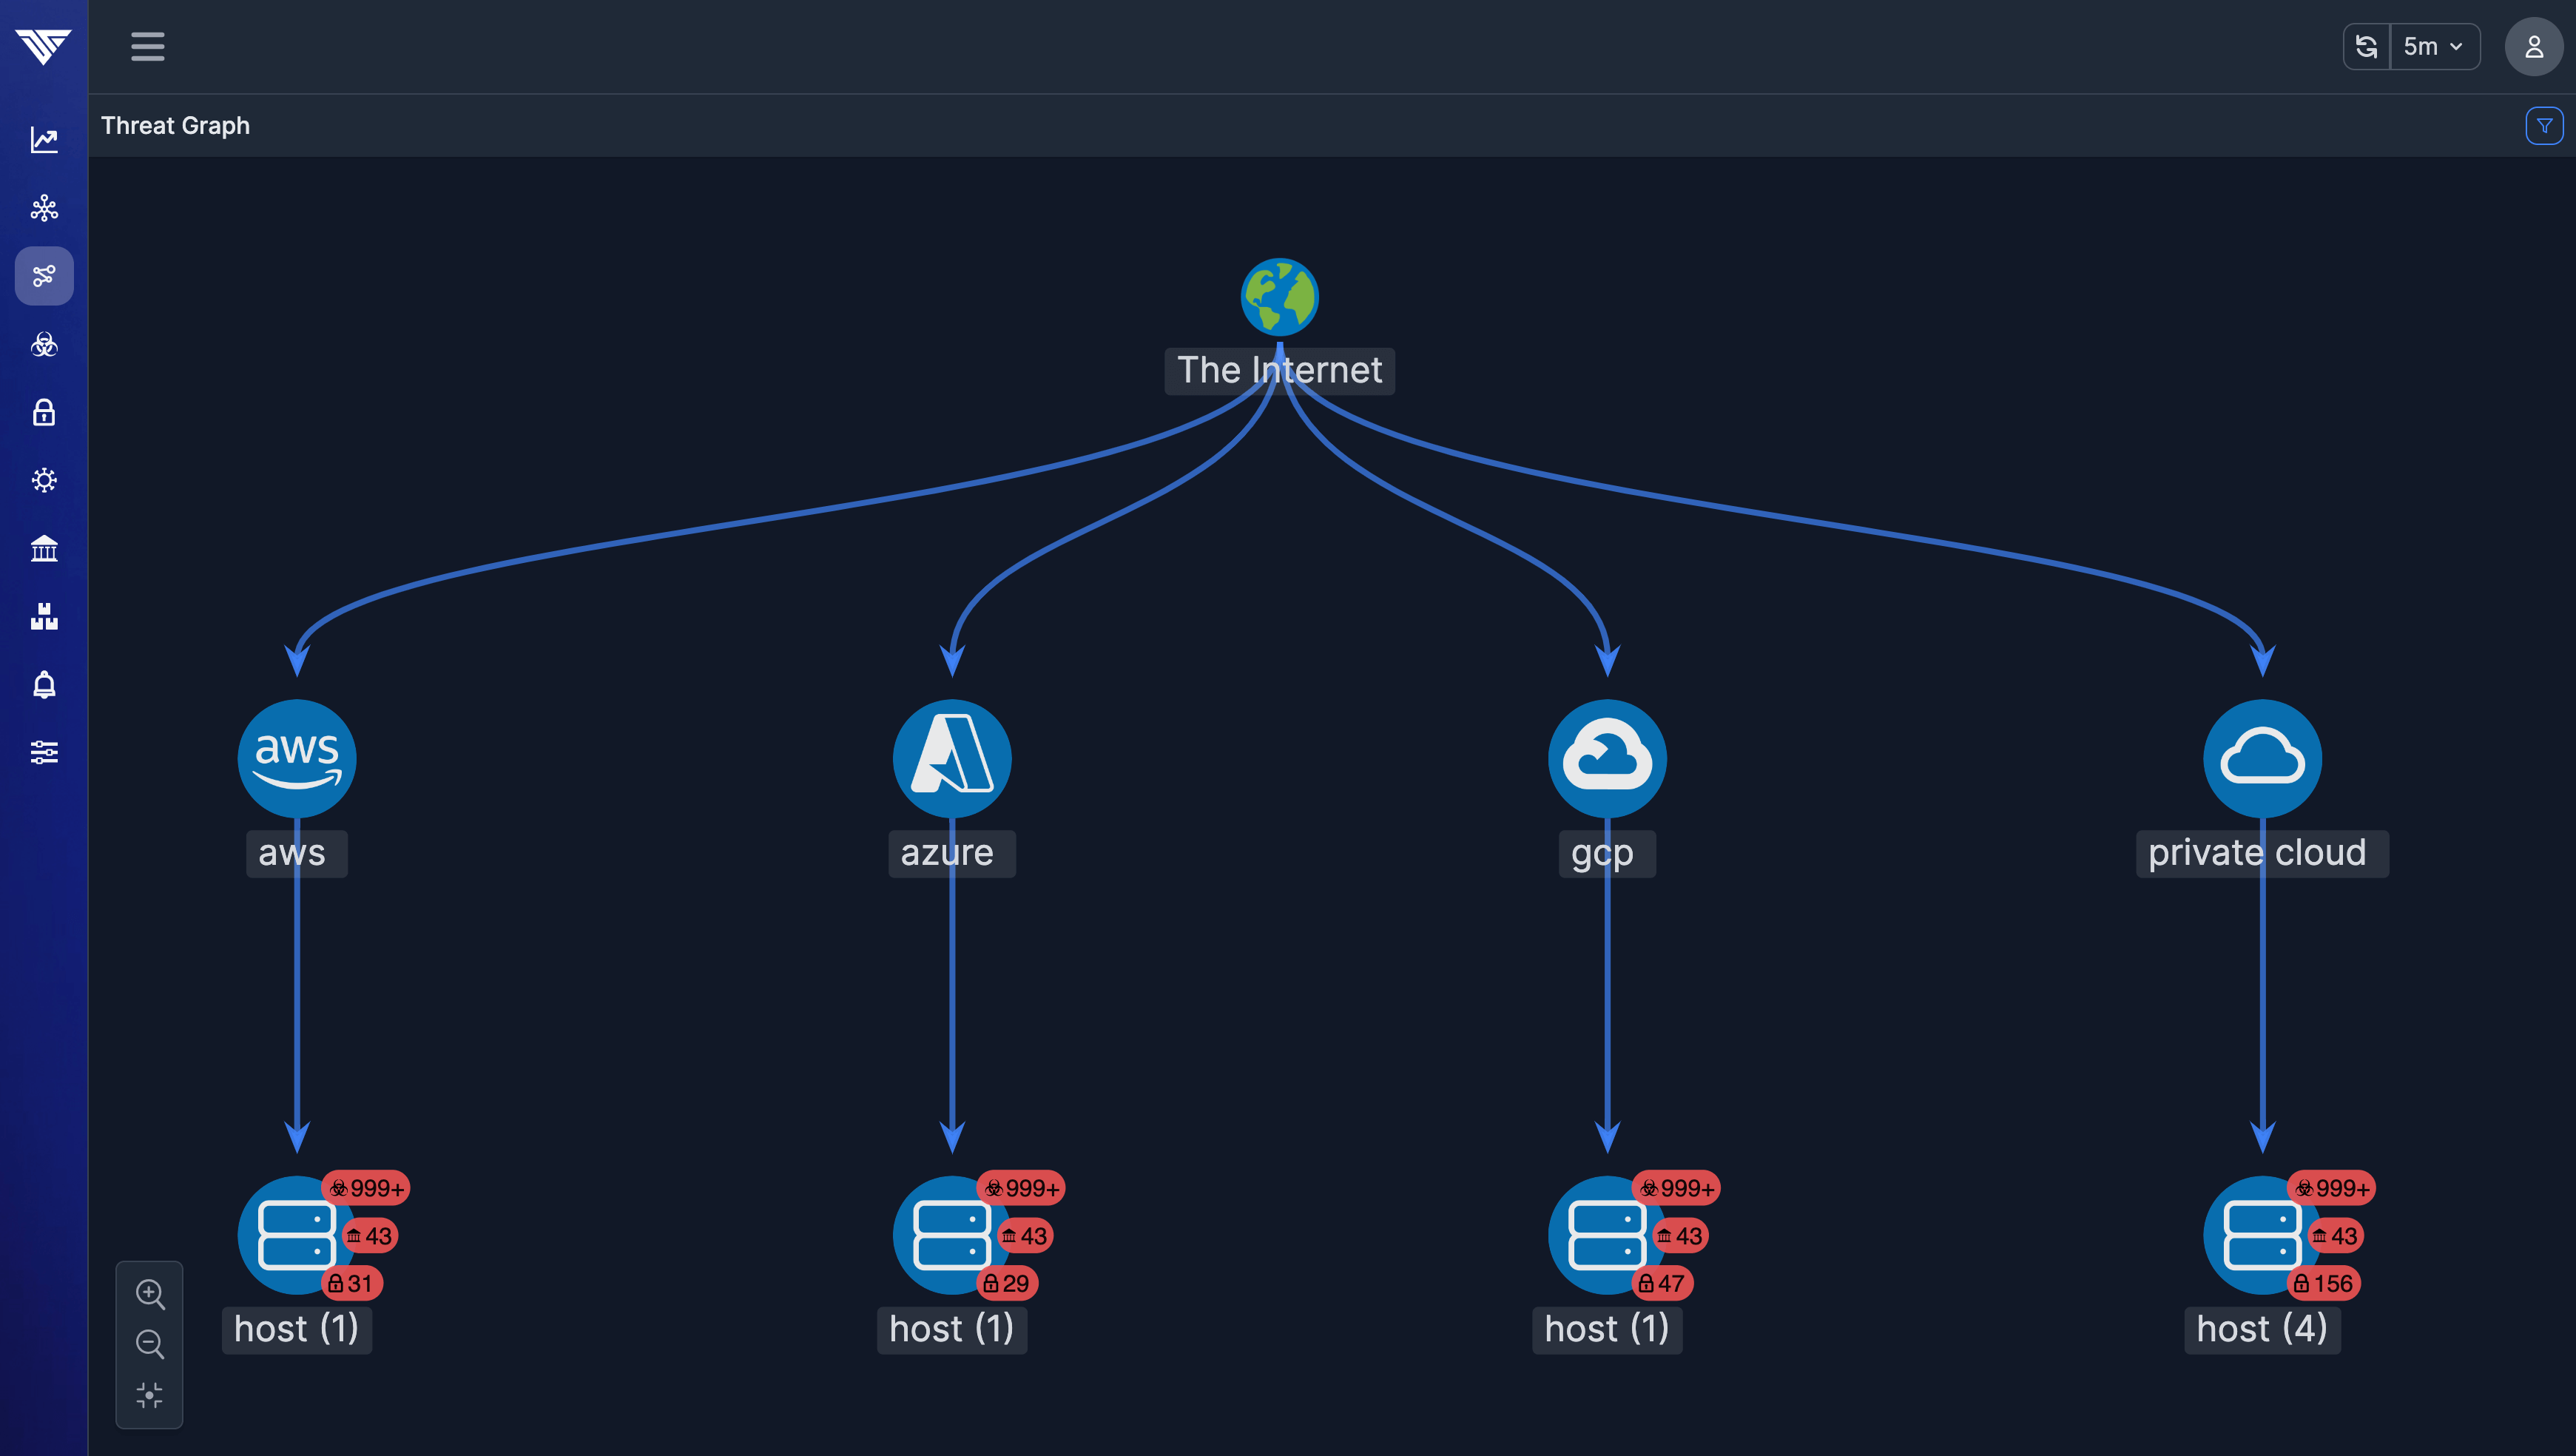 5m
Threat Graph
The Internet
aws
aws
azure
gcp
private cloud
999+
43
31
host (1)
999+
43
29
host (1)
999+
43
47
host (1)
999+
43
156
host (4)